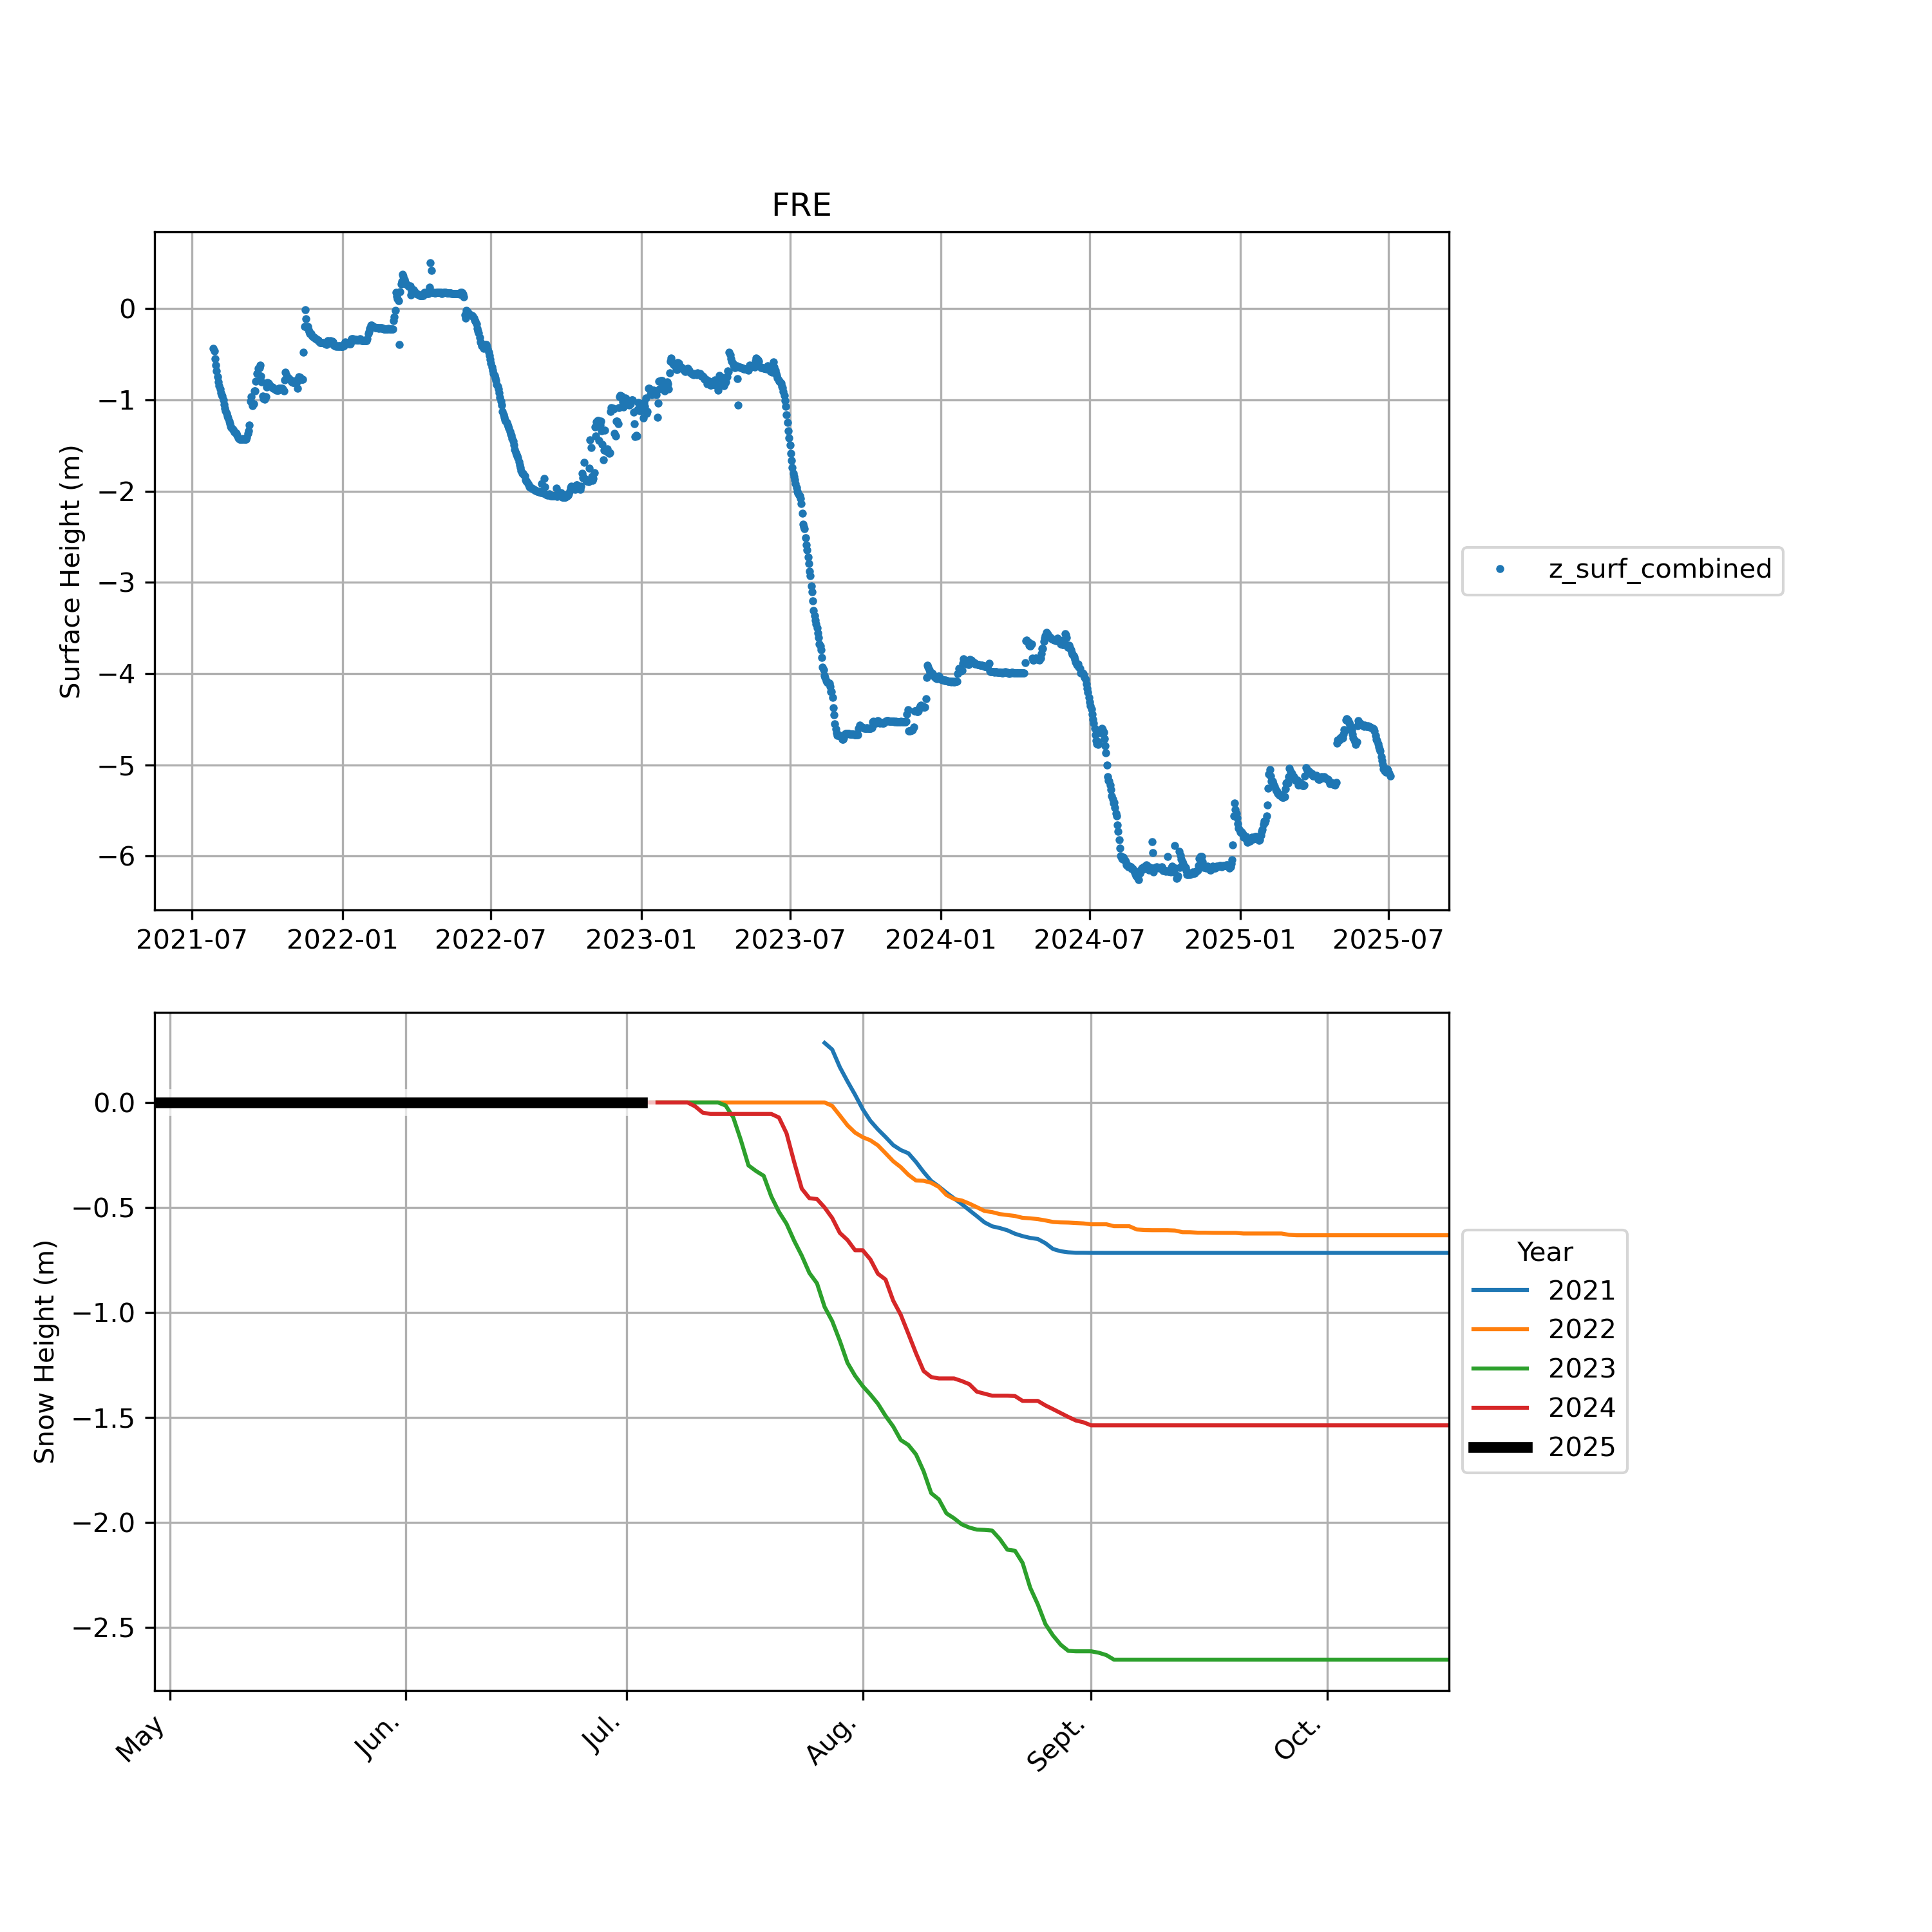 FRE
Surface Height (m)
0
−1
−2
−3
−4
−5
−6
2021-07 2022-01 2022-07 2023-01 2023-07 2024-01 2024-07 2025-01 2025-07
z_surf_combined
Snow Height (m)
0.0
−0.5
−1.0
−1.5
−2.0
−2.5
May Jun. Jul. Aug. Sept. Oct.
Year
2021
2022
2023
2024
2025